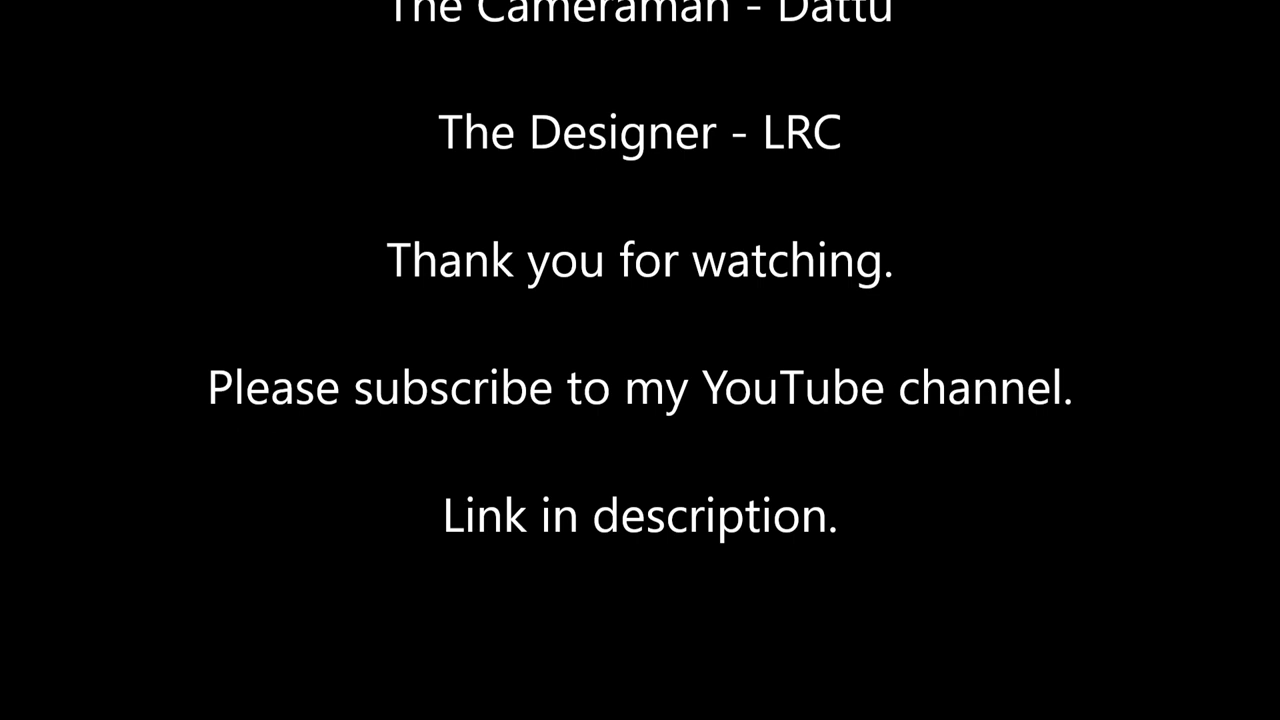 The Cameraman - Dattu
The Designer - LRC
Thank you for watching.
Please subscribe to my YouTube channel.
Link in description.